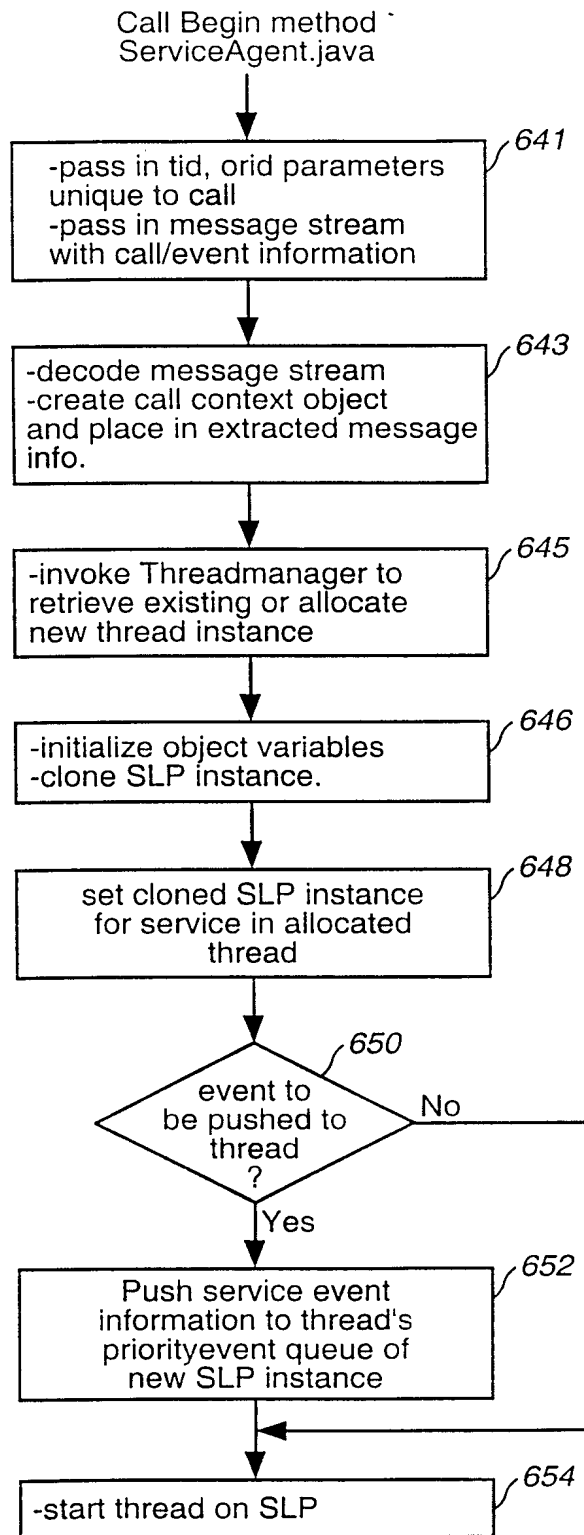 Call Begin method
ServiceAgent.java
641
-pass in tid, orid parameters
unique to call
-pass in message stream
with call/event information
643
-decode message stream
-create call context object
and place in extracted message
info.
645
-invoke Threadmanager to
retrieve existing or allocate
new thread instance
646
-initialize object variables
-clone SLP instance.
648
set cloned SLP instance
for service in allocated
thread
650
event to
be pushed to
thread
?
No
Yes
652
Push service event
information to thread's
priorityevent queue of
new SLP instance
654
-start thread on SLP